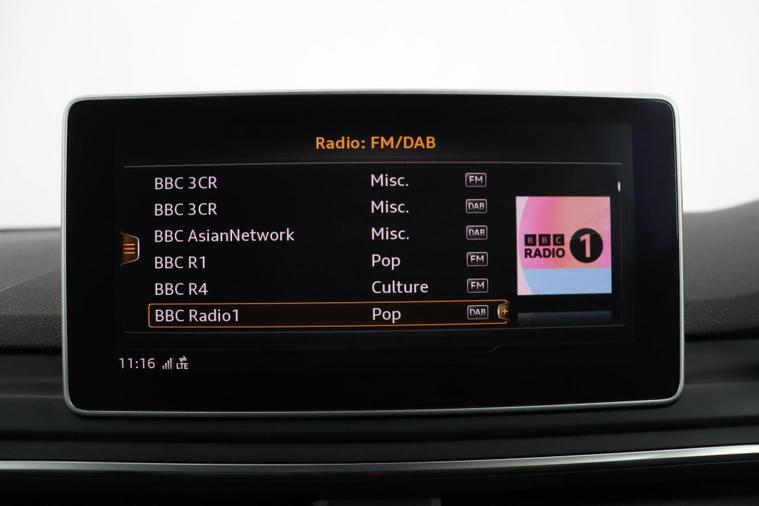 Radio: FM/DAB
BBC 3CR Misc. FM
BBC 3CR Misc. DAB
BBC AsianNetwork Misc. DAB
BBC R1 Pop FM
BBC R4 Culture FM
BBC Radio1 Pop DAB
BBC
RADIO 1
11:16 LTE